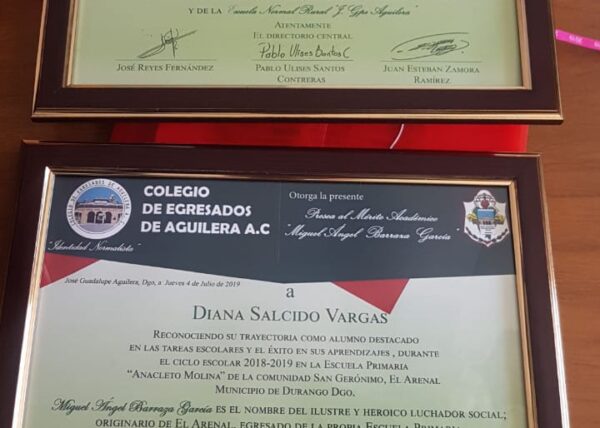 Y DE LA Escuela Normal Rural "J. Gpe Aguilera"
ATENTAMENTE
EL DIRECTORIO CENTRAL
Pablo Ulises Santos C
JOSÉ REYES FERNÁNDEZ
PABLO ULISES SANTOS
CONTRERAS
JUAN ESTEBAN ZAMORA
RAMÍREZ
COLEGIO
DE EGRESADOS
DE AGUILERA A.C
"Identidad Normalista"
Otorga la presente
Presea al Mérito Académico
"Miguel Angel Barraza García"
José Guadalupe Aguilera, Dgo, a Jueves 4 de Julio de 2019
a
DIANA SALCIDO VARGAS
RECONOCIENDO SU TRAYECTORIA COMO ALUMNO DESTACADO
EN LAS TAREAS ESCOLARES Y EL ÉXITO EN SUS APRENDIZAJES , DURANTE
EL CICLO ESCOLAR 2018-2019 EN LA ESCUELA PRIMARIA
"ANACLETO MOLINA" DE LA COMUNIDAD SAN GERÓNIMO, EL ARENAL
MUNICIPIO DE DURANGO DGO.
Miguel Ángel Barraza García ES EL NOMBRE DEL ILUSTRE Y HEROICO LUCHADOR SOCIAL;
ORIGINARIO DE EL ARENAL, EGRESADO DE LA PROPIA ESCUELA PRIMARIA